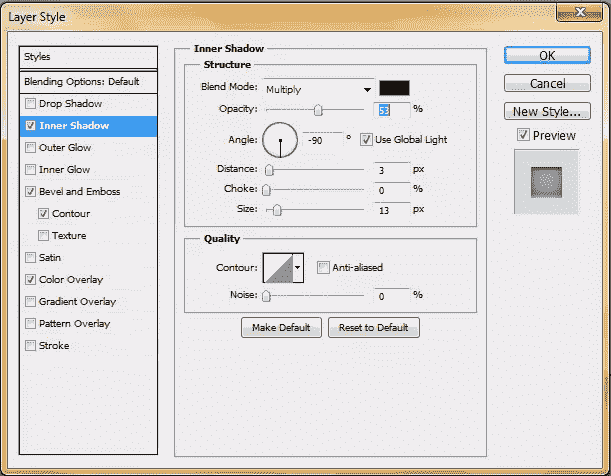 Layer Style
Styles
Blending Options: Default
Drop Shadow
Inner Shadow
Outer Glow
Inner Glow
Bevel and Emboss
Contour
Texture
Satin
Color Overlay
Gradient Overlay
Pattern Overlay
Stroke
Inner Shadow
Structure
Blend Mode: Multiply
Opacity: 53 %
Angle: -90 ° Use Global Light
Distance: 3 px
Choke: 0 %
Size: 13 px
Quality
Contour: Anti-aliased
Noise: 0 %
Make Default Reset to Default
OK
Cancel
New Style...
Preview